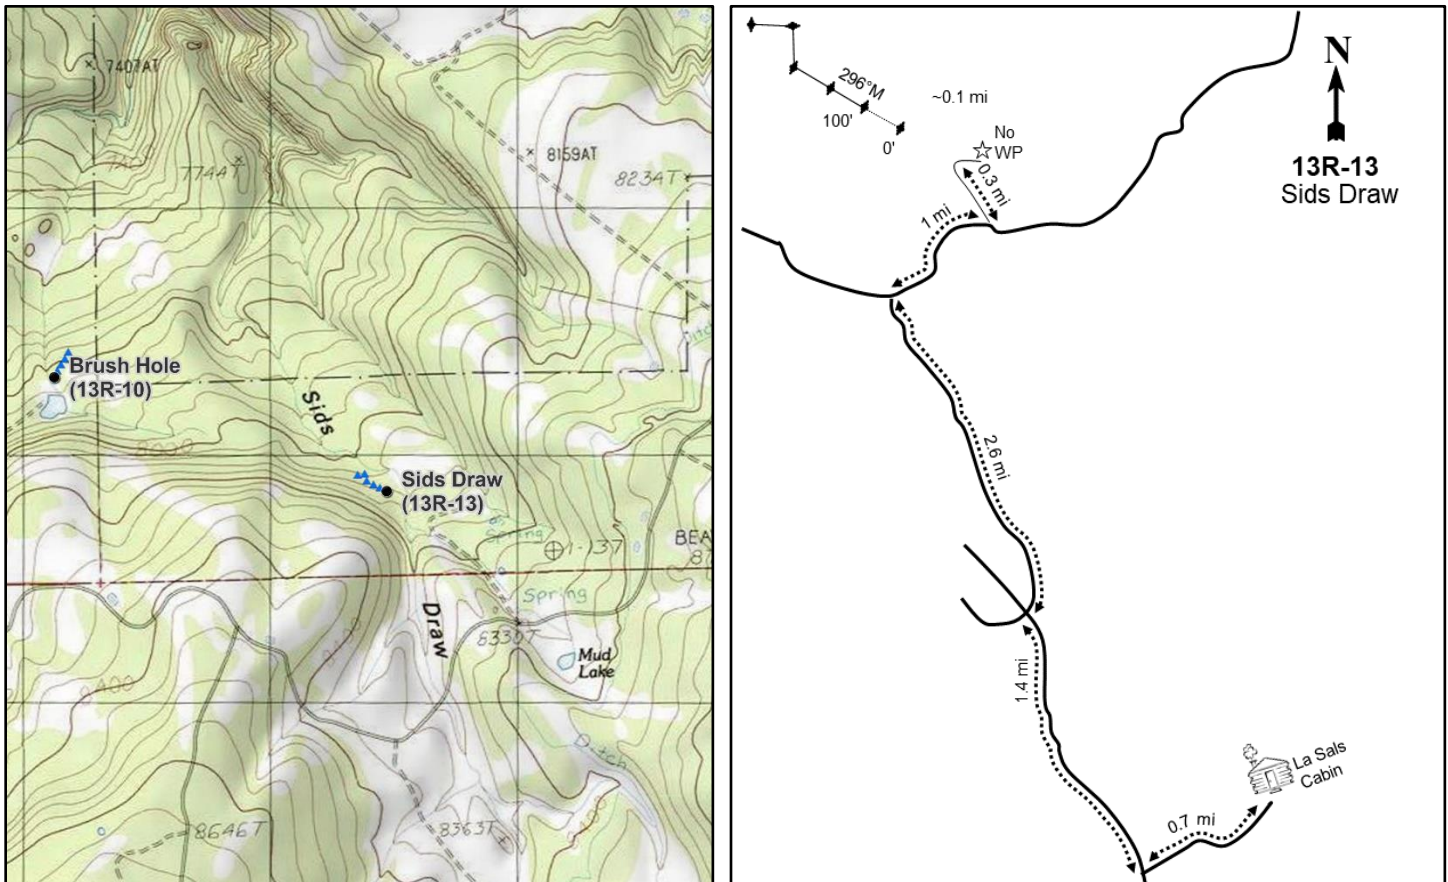 7407AT
7744T
8159AT
8234T
Brush Hole
(13R-10)
Sids
8000
Sids Draw
(13R-13)
Spring
1-137
BEA
Spring
Draw
8330T
Mud
Lake
8400
Ditch
8646T
8363T
296°M
100'
0'
~0.1 mi
No
WP
0.3 mi
1 mi
2.6 mi
1.4 mi
0.7 mi
La Sals
Cabin
N
13R-13
Sids Draw